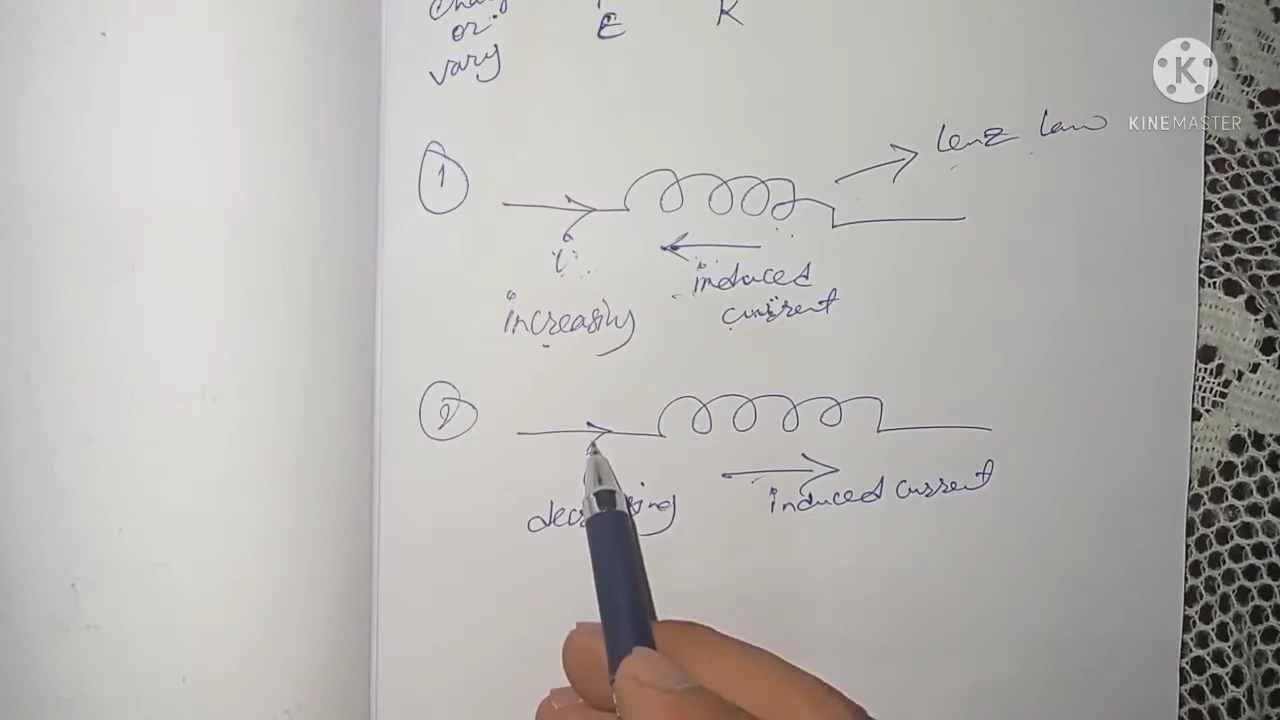 or
E K
vary
KINEMASTER
lenz law
1
i
induced
current
increasing
2
induced current